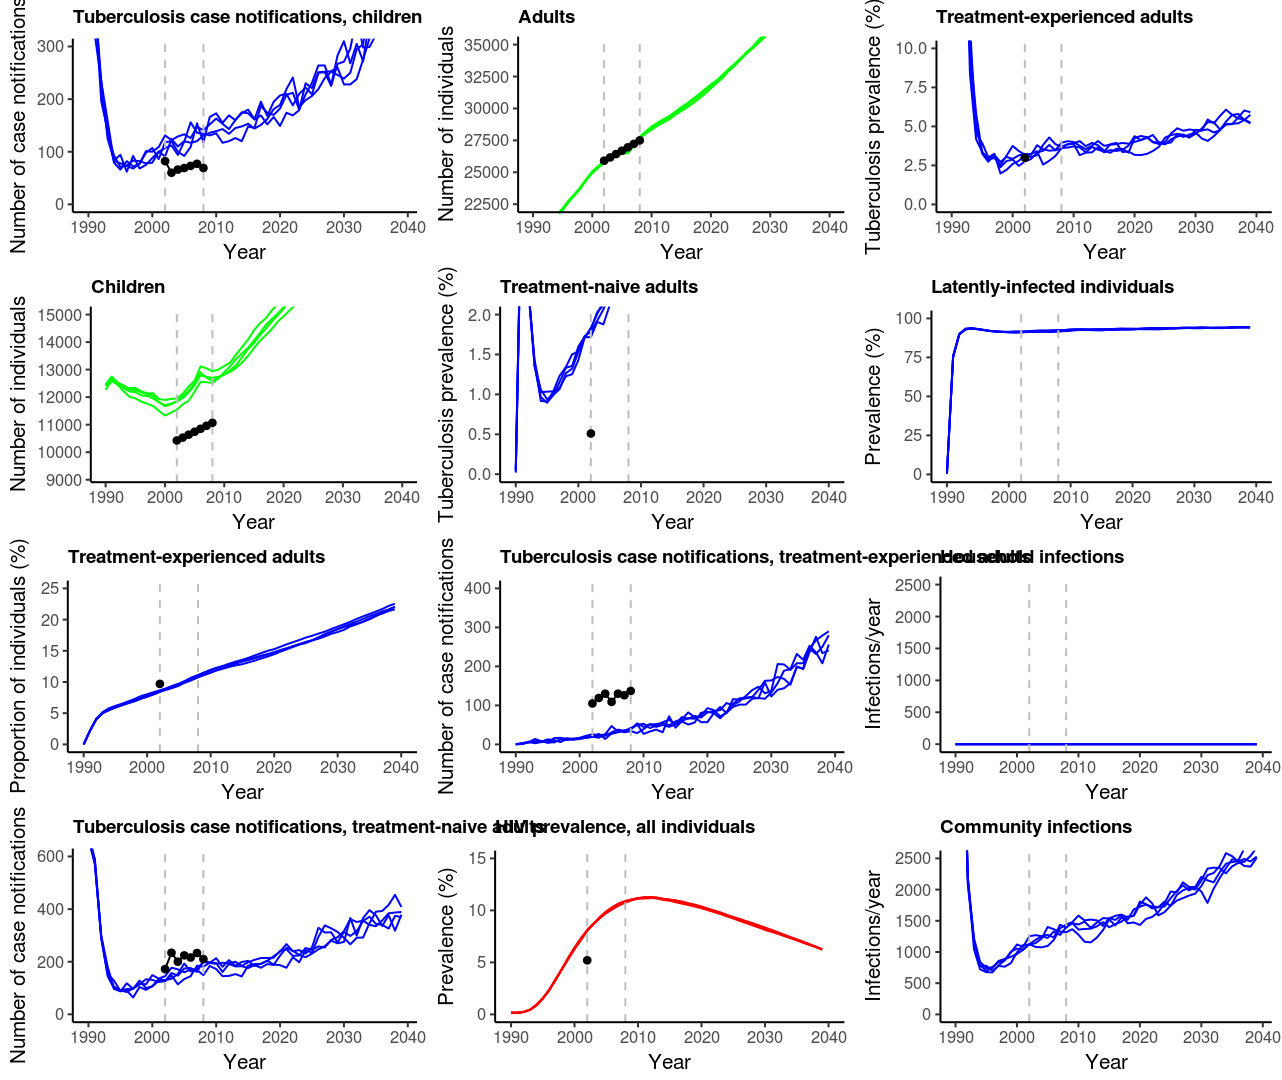 Tuberculosis case notifications, children
Number of case notifications
300
200
100
0
1990 2000 2010 2020 2030 2040
Year
Adults
Number of individuals
35000
32500
30000
27500
25000
22500
1990 2000 2010 2020 2030 2040
Year
Treatment-experienced adults
Tuberculosis prevalence (%)
10.0
7.5
5.0
2.5
0.0
1990 2000 2010 2020 2030 2040
Year
Children
Number of individuals
15000
14000
13000
12000
11000
10000
9000
1990 2000 2010 2020 2030 2040
Year
Treatment-naive adults
Tuberculosis prevalence (%)
2.0
1.5
1.0
0.5
0.0
1990 2000 2010 2020 2030 2040
Year
Latently-infected individuals
Prevalence (%)
100
75
50
25
0
1990 2000 2010 2020 2030 2040
Year
Treatment-experienced adults
Proportion of individuals (%)
25
20
15
10
5
0
1990 2000 2010 2020 2030 2040
Year
Tuberculosis case notifications, treatment-experienced adults
Number of case notifications
400
300
200
100
0
1990 2000 2010 2020 2030 2040
Year
Household infections
Infections/year
2500
2000
1500
1000
500
0
1990 2000 2010 2020 2030 2040
Year
Tuberculosis case notifications, treatment-naive adults
Number of case notifications
600
400
200
0
1990 2000 2010 2020 2030 2040
Year
HIV prevalence, all individuals
Prevalence (%)
15
10
5
0
1990 2000 2010 2020 2030 2040
Year
Community infections
Infections/year
2500
2000
1500
1000
500
0
1990 2000 2010 2020 2030 2040
Year